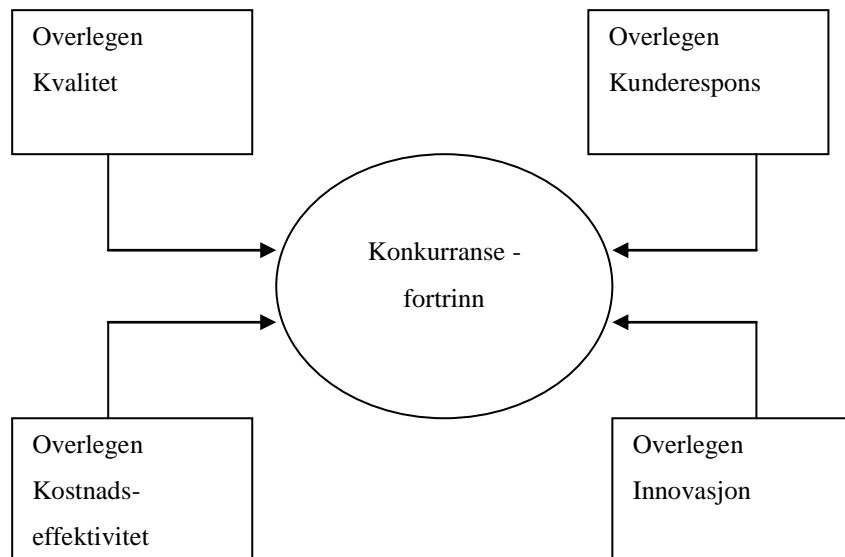 Overlegen
Kvalitet
Overlegen
Kunderespons
Konkurranse -
fortrinn
Overlegen
Kostnads-
effektivitet
Overlegen
Innovasjon